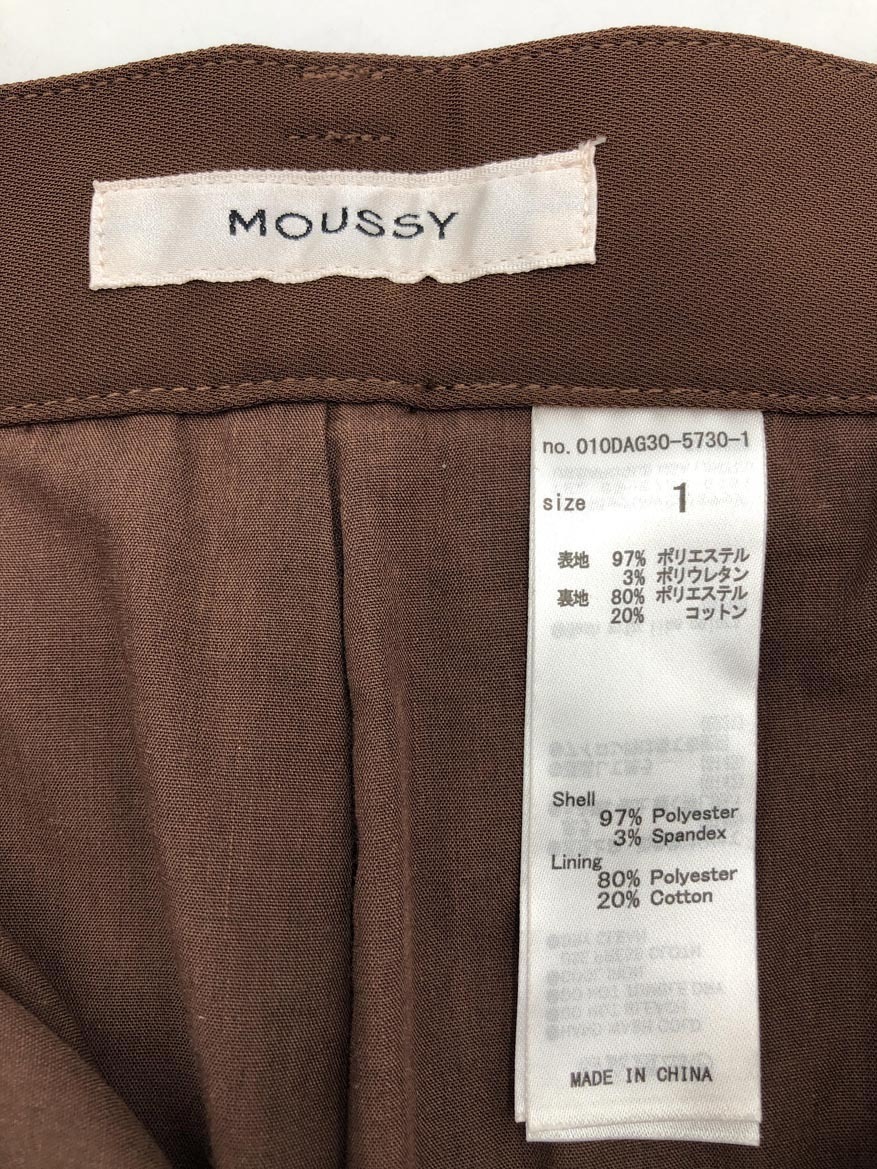 MOUSSY
no. 010DAG30-5730-1
size 1
表地 97% ポリエステル
3% ポリウレタン
裏地 80% ポリエステル
20% コットン
Shell
97% Polyester
3% Spandex
Lining
80% Polyester
20% Cotton
MADE IN CHINA